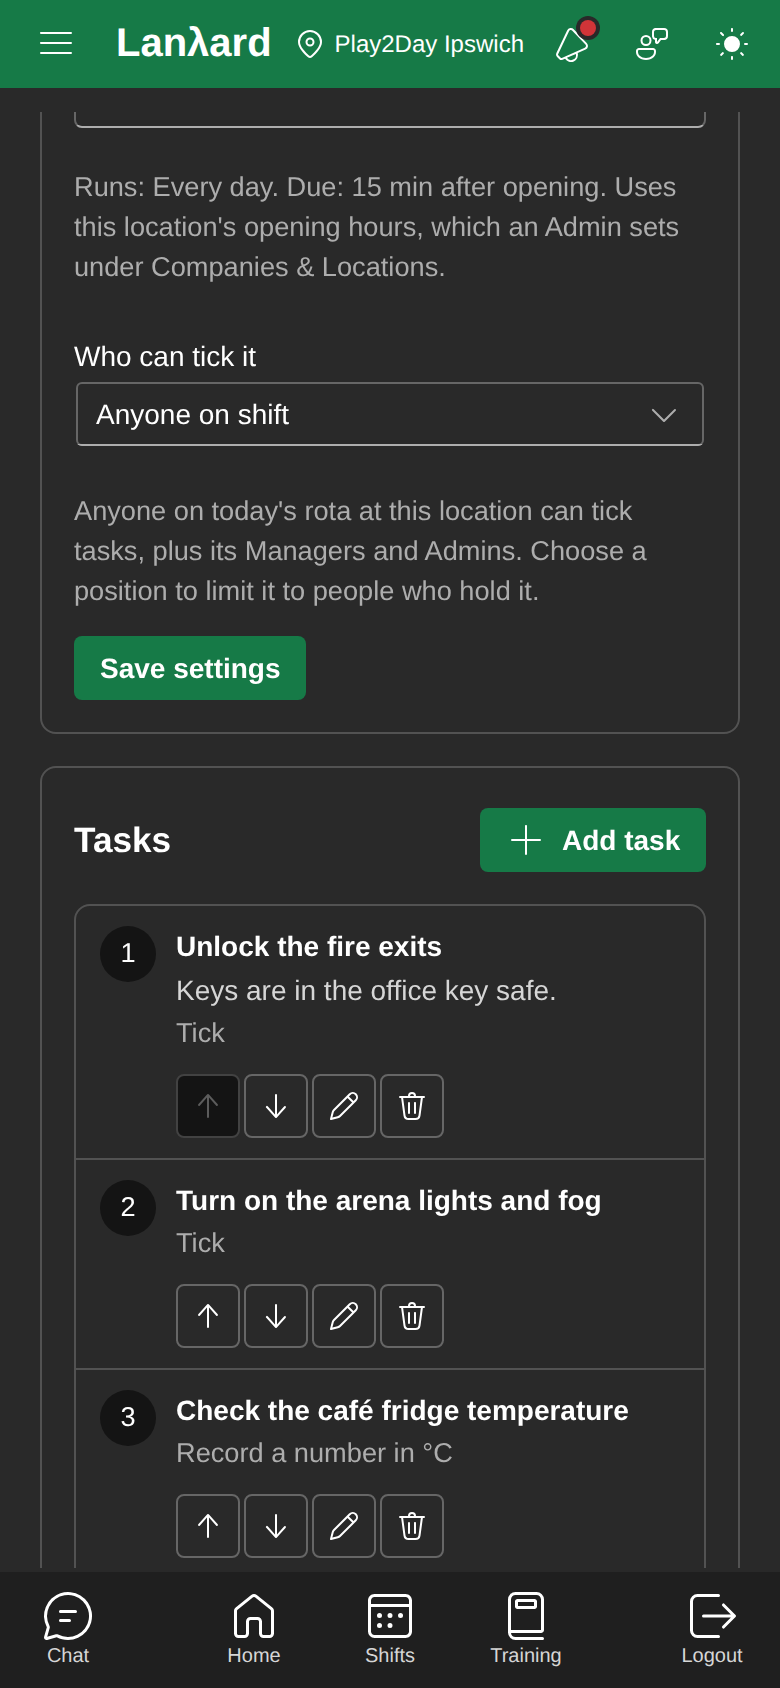 Lanλard
Play2Day Ipswich
Runs: Every day. Due: 15 min after opening. Uses
this location's opening hours, which an Admin sets
under Companies & Locations.
Who can tick it
Anyone on shift
Anyone on today's rota at this location can tick
tasks, plus its Managers and Admins. Choose a
position to limit it to people who hold it.
Save settings
Tasks
Add task
1
Unlock the fire exits
Keys are in the office key safe.
Tick
2
Turn on the arena lights and fog
Tick
3
Check the café fridge temperature
Record a number in °C
Chat
Home
Shifts
Training
Logout